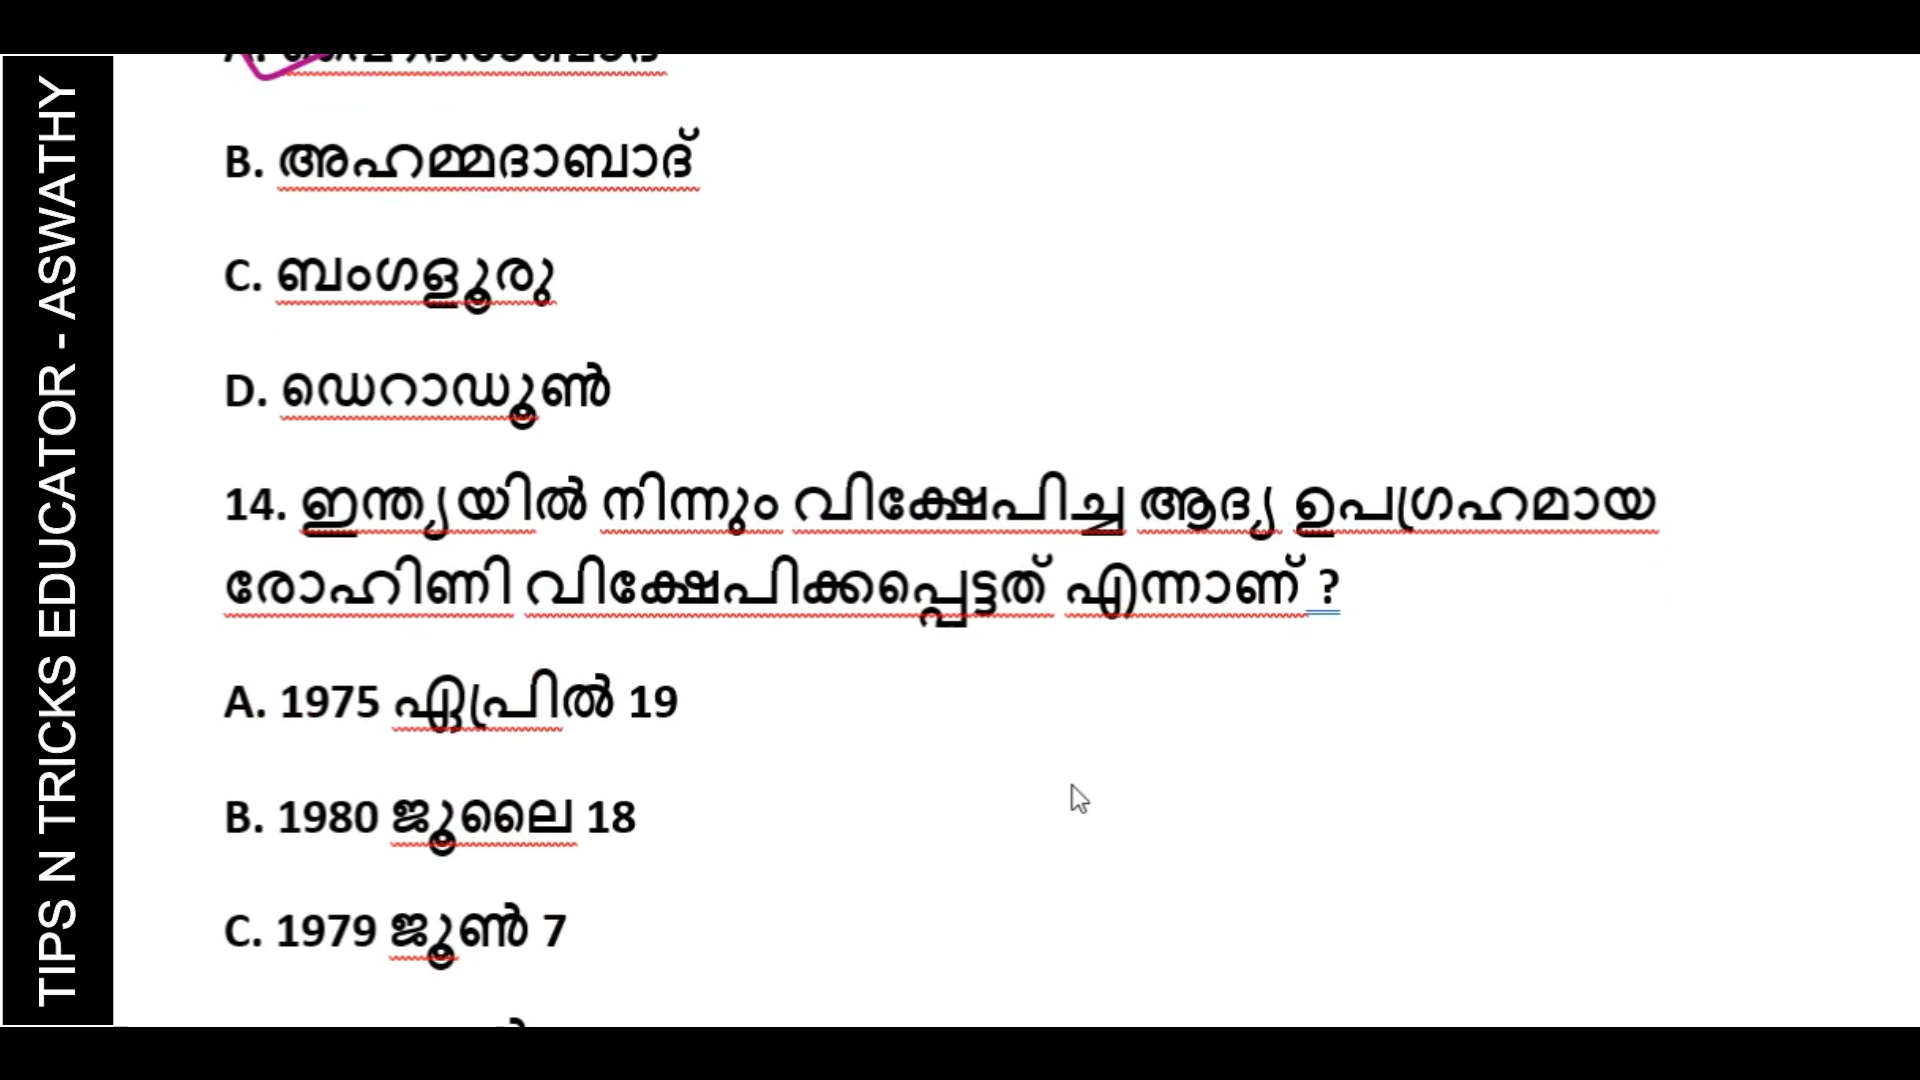 TIPS N TRICKS EDUCATOR - ASWATHY
B. അഹമ്മദാബാദ്
C. ബംഗളൂരു
D. ഡെറാഡൂൺ
14. ഇന്ത്യയിൽ നിന്നും വിക്ഷേപിച്ച ആദ്യ ഉപഗ്രഹമായ
രോഹിണി വിക്ഷേപിക്കപ്പെട്ടത് എന്നാണ് ?
A. 1975 ഏപ്രിൽ 19
B. 1980 ജൂലൈ 18
C. 1979 ജൂൺ 7